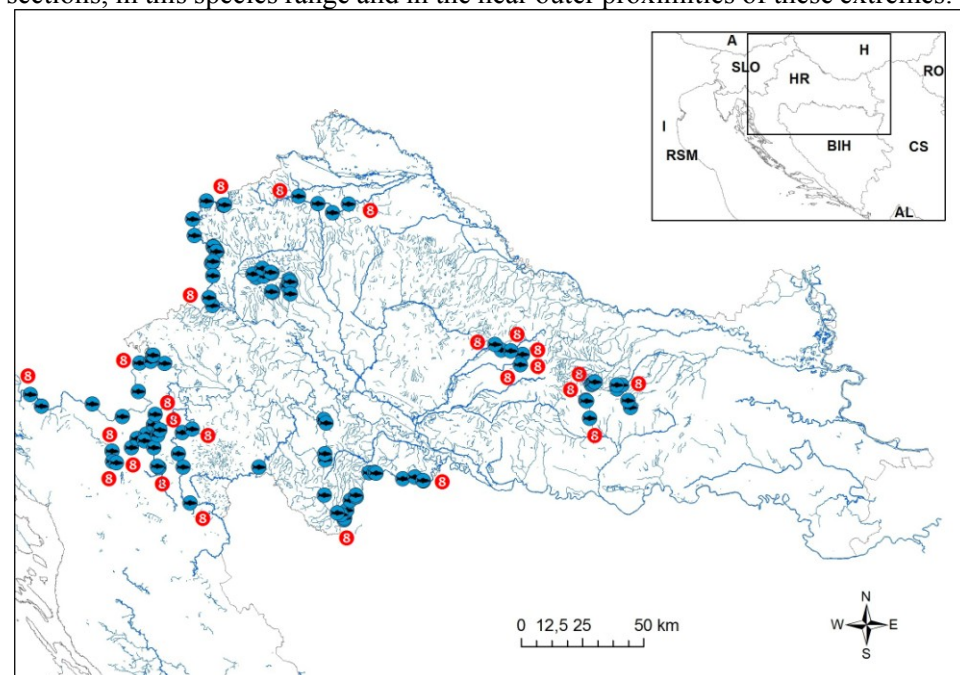 sections, in this species range and in the near outer proximities of these extremes.
A
H
SLO
RO
HR
I
BIH
CS
RSM
AL
N
0 12,5 25 50 km
W E
S